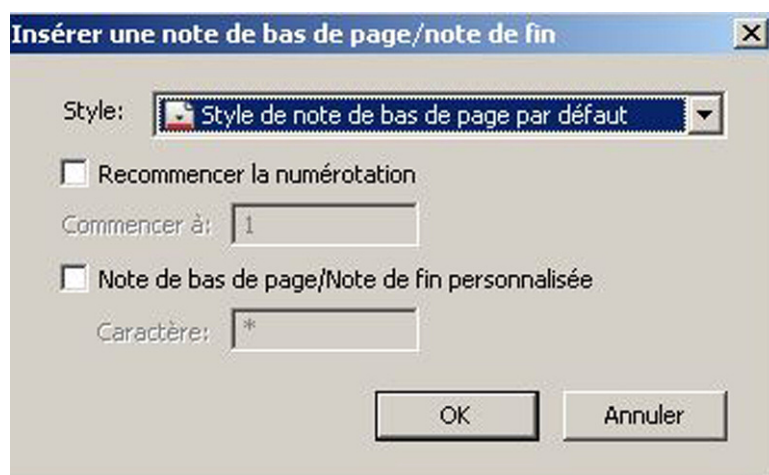 Insérer une note de bas de page/note de fin
Style: Style de note de bas de page par défaut
Recommencer la numérotation
Commencer à: 1
Note de bas de page/Note de fin personnalisée
Caractère: *
OK Annuler